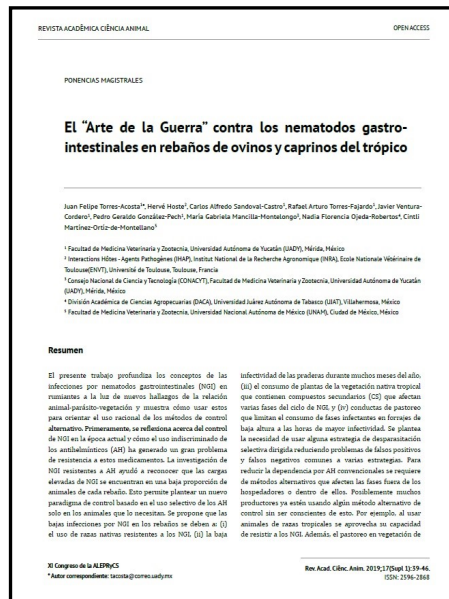 REVISTA ACADÊMICA CIÊNCIA ANIMAL
OPEN ACCESS
PONENCIAS MAGISTRALES
El “Arte de la Guerra” contra los nematodos gastro-
intestinales en rebaños de ovinos y caprinos del trópico
Juan Felipe Torres-Acosta¹*, Hervé Hoste², Carlos Alfredo Sandoval-Castro¹, Rafael Arturo Torres-Fajardo¹, Javier Ventura-
Cordero¹, Pedro Geraldo González-Pech¹, María Gabriela Mancilla-Montelongo³, Nadia Florencia Ojeda-Robertos⁴, Cintli
Martínez-Ortíz-de-Montellano⁵
¹ Facultad de Medicina Veterinaria y Zootecnia, Universidad Autónoma de Yucatán (UADY), Mérida, México
² Interactions Hôtes - Agents Pathogènes (IHAP), Institut National de la Recherche Agronomique (INRA), Ecole Nationale Vétérinaire de
Toulouse(ENVT), Université de Toulouse, Toulouse, Francia
³ Consejo Nacional de Ciencia y Tecnología (CONACYT), Facultad de Medicina Veterinaria y Zootecnia, Universidad Autónoma de Yucatán
(UADY), Mérida, México
⁴ División Académica de Ciencias Agropecuarias (DACA), Universidad Juárez Autónoma de Tabasco (UJAT), Villahermosa, México
⁵ Facultad de Medicina Veterinaria y Zootecnia, Universidad Nacional Autónoma de México (UNAM), Ciudad de México, México
Resumen
El presente trabajo profundiza los conceptos de las
infecciones por nematodos gastrointestinales (NGI) en
rumiantes a la luz de nuevos hallazgos de la relación
animal-parásito-vegetación y muestra cómo usar estos
para orientar el uso racional de los métodos de control
alternativo. Primeramente, se reflexiona acerca del control
de NGI en la época actual y cómo el uso indiscriminado de
los antihelmínticos (AH) ha generado un gran problema
de resistencia a estos medicamentos. La investigación de
NGI resistentes a AH ayudó a reconocer que las cargas
elevadas de NGI se encuentran en una baja proporción de
animales de cada rebaño. Esto permite plantear un nuevo
paradigma de control basado en el uso selectivo de los AH
solo en los animales que lo necesitan. Se propone que las
bajas infecciones por NGI en los rebaños se deben a: (i)
el uso de razas nativas resistentes a los NGI, (ii) la baja
infectividad de las praderas durante muchos meses del año,
(iii) el consumo de plantas de la vegetación nativa tropical
que contienen compuestos secundarios (CS) que afectan
varias fases del ciclo de NGI, y (iv) conductas de pastoreo
que limitan el consumo de fases infectantes en forrajes de
baja altura a las horas de mayor infectividad. Se plantea
la necesidad de usar alguna estrategia de desparasitación
selectiva dirigida reduciendo problemas de falsos positivos
y falsos negativos comunes a varias estrategias. Para
reducir la dependencia por AH convencionales se requiere
de métodos alternativos que afecten las fases fuera de los
hospedadores o dentro de ellos. Posiblemente muchos
productores ya estén usando algún método alternativo de
control sin ser conscientes de esto. Por ejemplo, al usar
animales de razas tropicales se aprovecha su capacidad
de resistir a los NGI. Además, el pastoreo en vegetación de
XI Congreso de la ALEPRyCS
* Autor correspondiente: tacosta@correo.uady.mx
Rev. Acad. Ciênc. Anim. 2019;17(Supl 1):39-46.
ISSN: 2596-2868